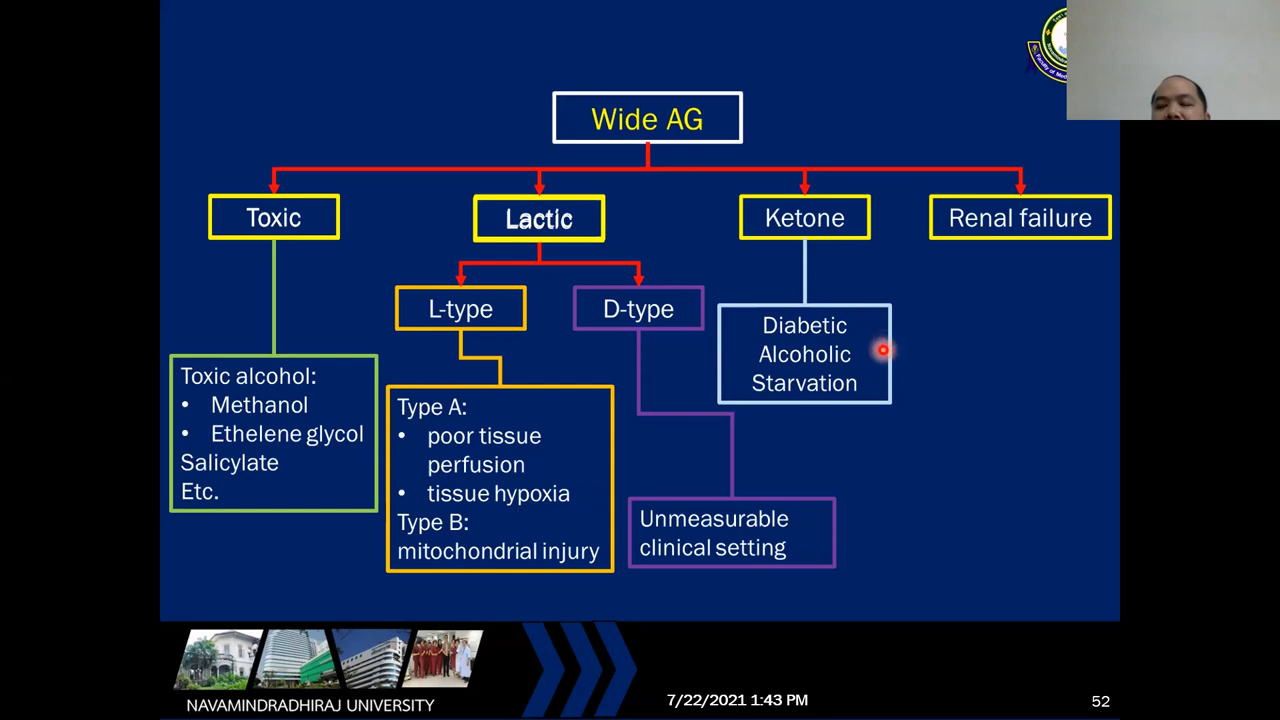 Wide AG
Toxic
Lactic
Ketone
Renal failure
L-type
D-type
Diabetic
Alcoholic
Starvation
Toxic alcohol:
• Methanol
• Ethelene glycol
Salicylate
Etc.
Type A:
• poor tissue
perfusion
• tissue hypoxia
Type B:
mitochondrial injury
Unmeasurable
clinical setting
NAVAMINDRADHIRAJ UNIVERSITY
7/22/2021 1:43 PM
52